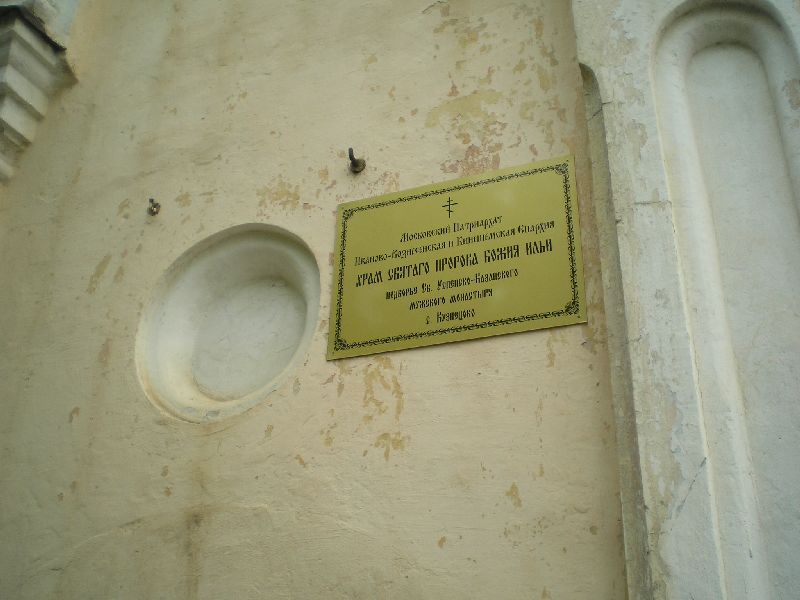 Московский Патриархат
Иваново-Вознесенская и Кинешемская Епархия
ХРАМ СВЯТАГО ПРОРОКА БОЖИЯ ИЛЬИ
подворье Св. Успенско-Казанского
мужского монастыря
с. Кузнецово